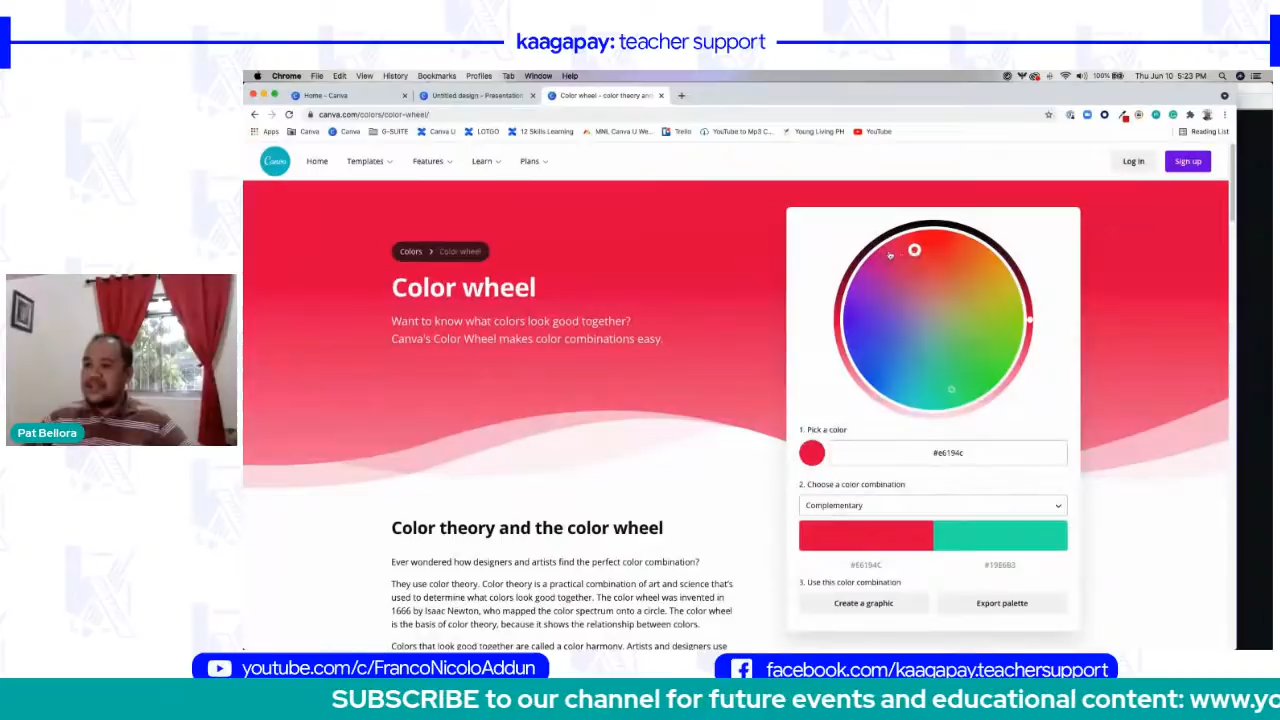 kaagapay: teacher support
Chrome File Edit View History Bookmarks Profiles Tab Window Help
100% Thu Jun 10 5:23 PM
Home - Canva
Untitled design - Presentation
Color wheel - color theory and
canva.com/colors/color-wheel/
Apps Canva Canva G-SUITE Canva U LOTGO 12 Skills Learning MNL Canva U We... Trello YouTube to Mp3 C... Young Living PH YouTube Reading List
Canva Home Templates Features Learn Plans Log in Sign up
Colors > Color wheel
Color wheel
Want to know what colors look good together?
Canva's Color Wheel makes color combinations easy.
1. Pick a color
#e6194c
2. Choose a color combination
Complementary
#E6194C #19E6B3
3. Use this color combination
Create a graphic Export palette
Color theory and the color wheel
Ever wondered how designers and artists find the perfect color combination?
They use color theory. Color theory is a practical combination of art and science that's
used to determine what colors look good together. The color wheel was invented in
1666 by Isaac Newton, who mapped the color spectrum onto a circle. The color wheel
is the basis of color theory, because it shows the relationship between colors.
Colors that look good together are called a color harmony. Artists and designers use
Pat Bellora
youtube.com/c/FrancoNicoloAddun
facebook.com/kaagapay.teachersupport
SUBSCRIBE to our channel for future events and educational content: www.yo